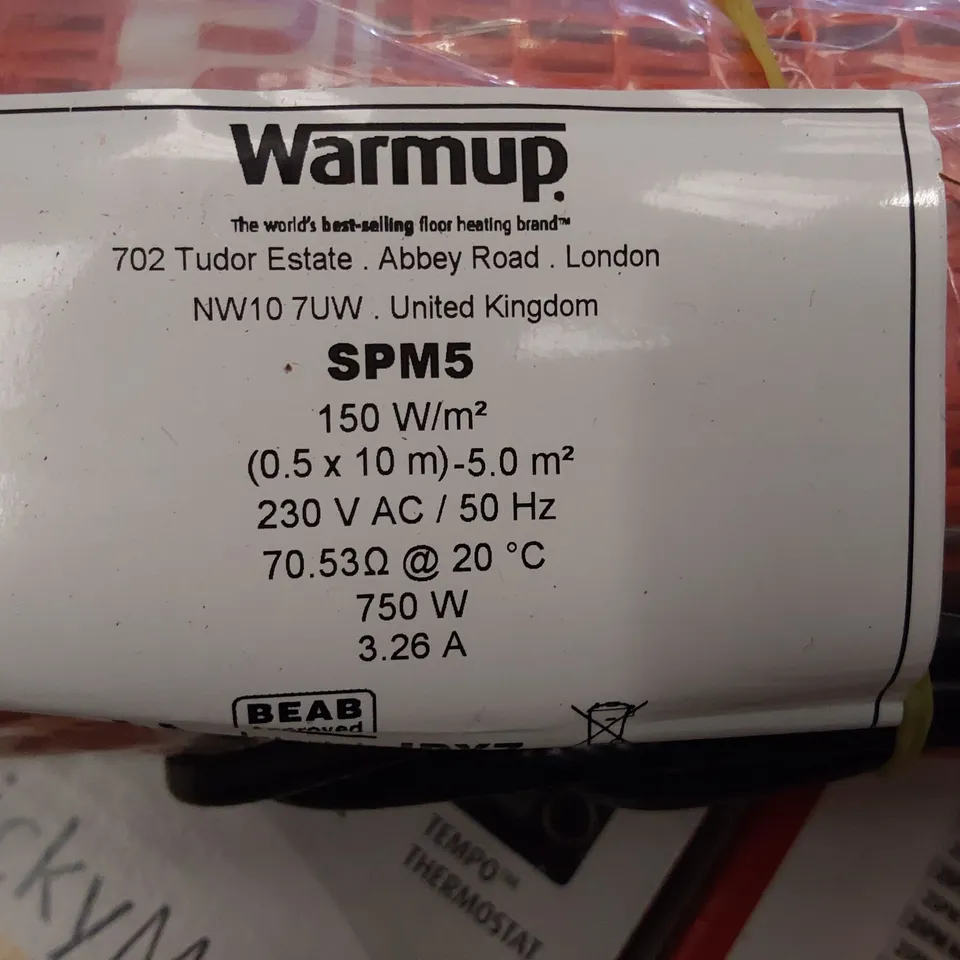 Warmup
The world's best-selling floor heating brand™
702 Tudor Estate . Abbey Road . London
NW10 7UW . United Kingdom
SPM5
150 W/m²
(0.5 x 10 m)-5.0 m²
230 V AC / 50 Hz
70.53Ω @ 20 °C
750 W
3.26 A
BEAB
Approved
IPX7
TEMPO™
THERMOSTAT